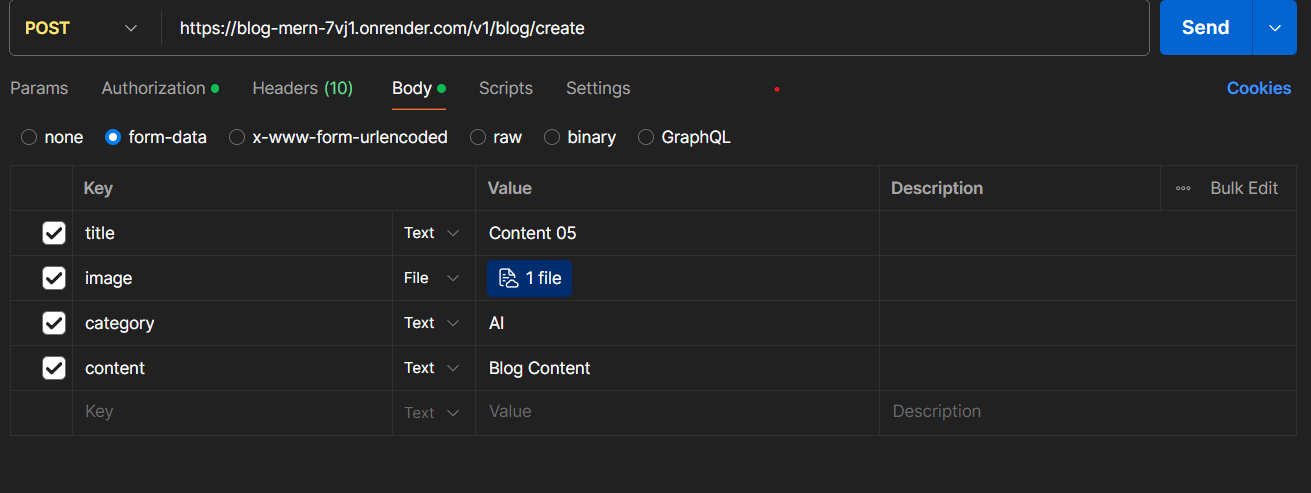 POST https://blog-mern-7vj1.onrender.com/v1/blog/create Send
Params Authorization Headers (10) Body Scripts Settings Cookies
none form-data x-www-form-urlencoded raw binary GraphQL
Key Value Description Bulk Edit
title Text Content 05
image File 1 file
category Text AI
content Text Blog Content
Key Text Value Description